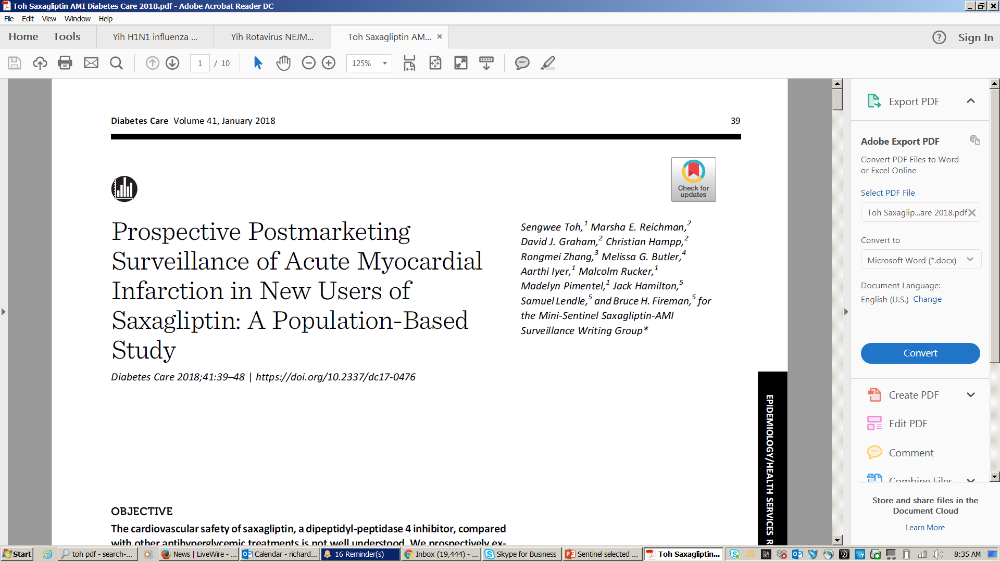 Toh Saxagliptin AMI Diabetes Care 2018.pdf - Adobe Acrobat Reader DC
File Edit View Window Help
Home Tools Yih H1N1 influenza ... Yih Rotavirus NEJM... Toh Saxagliptin AM... × ? Sign In
1 / 10 125%
Diabetes Care Volume 41, January 2018 39
Check for
updates
Prospective Postmarketing
Surveillance of Acute Myocardial
Infarction in New Users of
Saxagliptin: A Population-Based
Study
Diabetes Care 2018;41:39–48 | https://doi.org/10.2337/dc17-0476
Sengwee Toh,1 Marsha E. Reichman,2
David J. Graham,2 Christian Hampp,2
Rongmei Zhang,3 Melissa G. Butler,4
Aarthi Iyer,1 Malcolm Rucker,1
Madelyn Pimentel,1 Jack Hamilton,5
Samuel Lendle,5 and Bruce H. Fireman,5 for
the Mini-Sentinel Saxagliptin-AMI
Surveillance Writing Group*
EPIDEMIOLOGY/HEALTH SERVICES R
OBJECTIVE
The cardiovascular safety of saxagliptin, a dipeptidyl-peptidase 4 inhibitor, compared
with other antihyperglycemic treatments is not well understood. We prospectively ex-
Export PDF
Adobe Export PDF
Convert PDF Files to Word
or Excel Online
Select PDF File
Toh Saxaglip...are 2018.pdf
Convert to
Microsoft Word (*.docx)
Document Language:
English (U.S.) Change
Convert
Create PDF
Edit PDF
Comment
Combine Files
Store and share files in the
Document Cloud
Learn More
Start toh pdf - search-... News | LiveWire - ... Calendar - richard... 16 Reminder(s) Inbox (19,444) - ... Skype for Business Sentinel selected ... Toh Saxagliptin... 8:35 AM